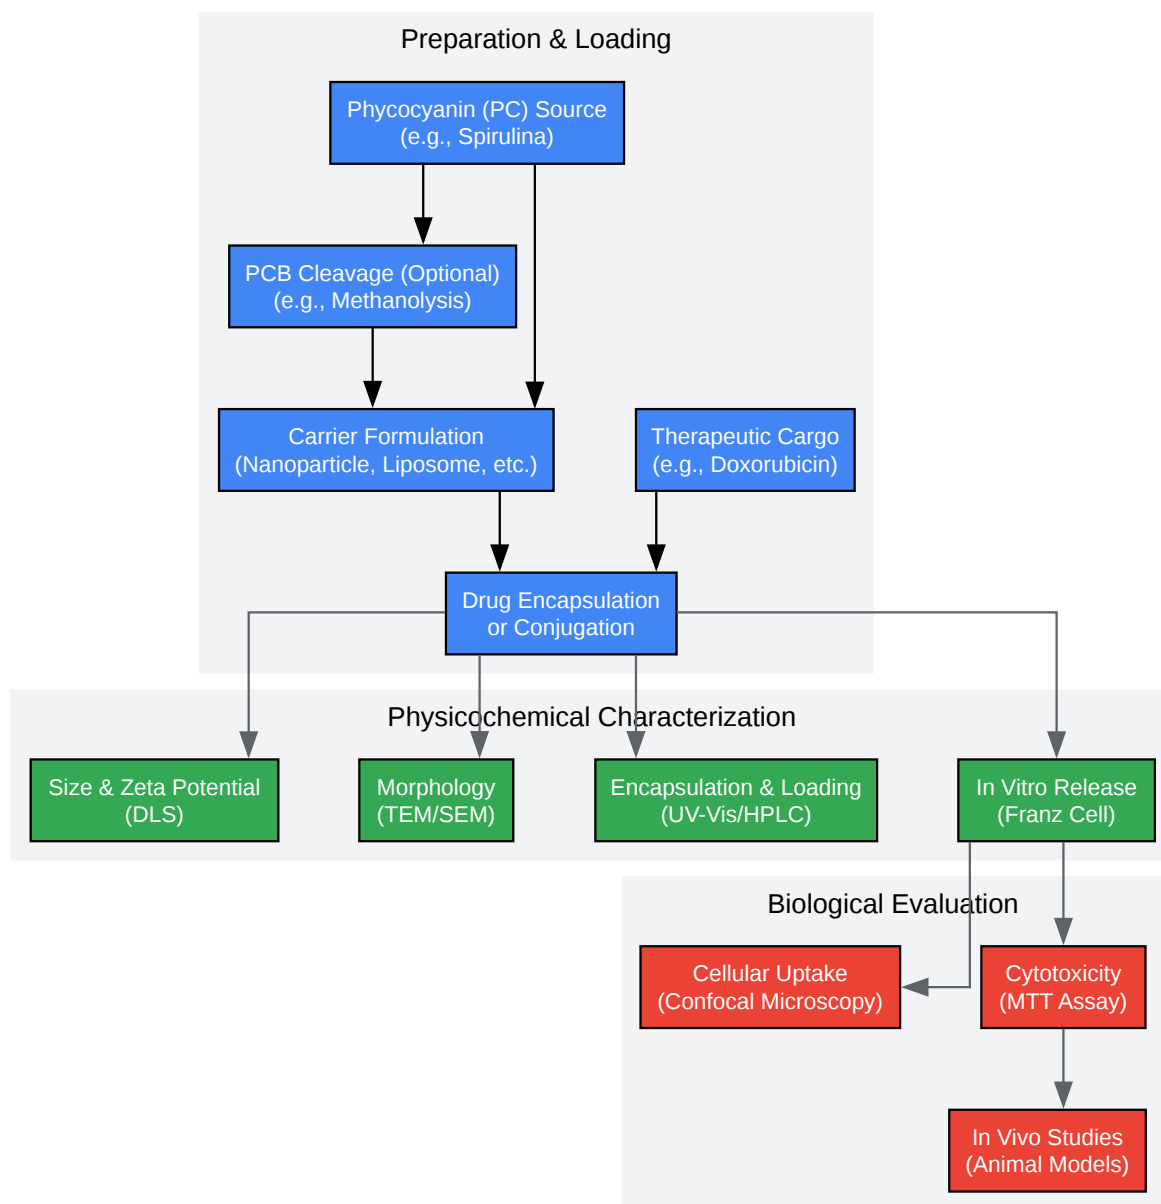 Preparation & Loading
Phycocyanin (PC) Source
(e.g., Spirulina)
PCB Cleavage (Optional)
(e.g., Methanolysis)
Carrier Formulation
(Nanoparticle, Liposome, etc.)
Therapeutic Cargo
(e.g., Doxorubicin)
Drug Encapsulation
or Conjugation
Physicochemical Characterization
Size & Zeta Potential
(DLS)
Morphology
(TEM/SEM)
Encapsulation & Loading
(UV-Vis/HPLC)
In Vitro Release
(Franz Cell)
Biological Evaluation
Cellular Uptake
(Confocal Microscopy)
Cytotoxicity
(MTT Assay)
In Vivo Studies
(Animal Models)